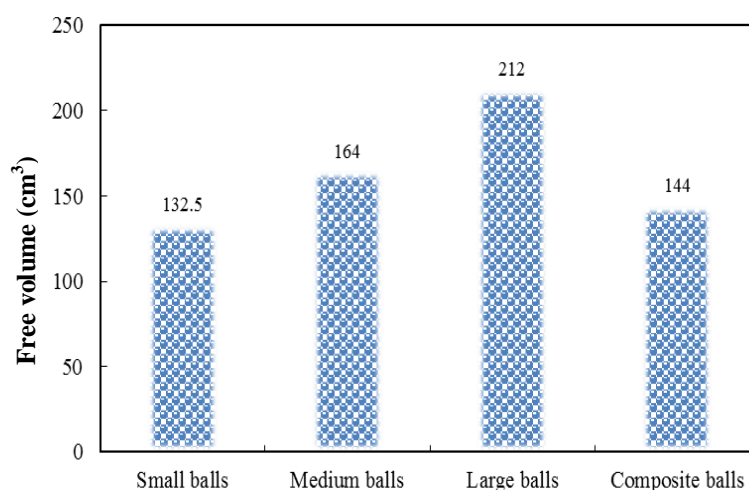 Free volume (cm³)
250
200
150
100
50
0
132.5
164
212
144
Small balls
Medium balls
Large balls
Composite balls